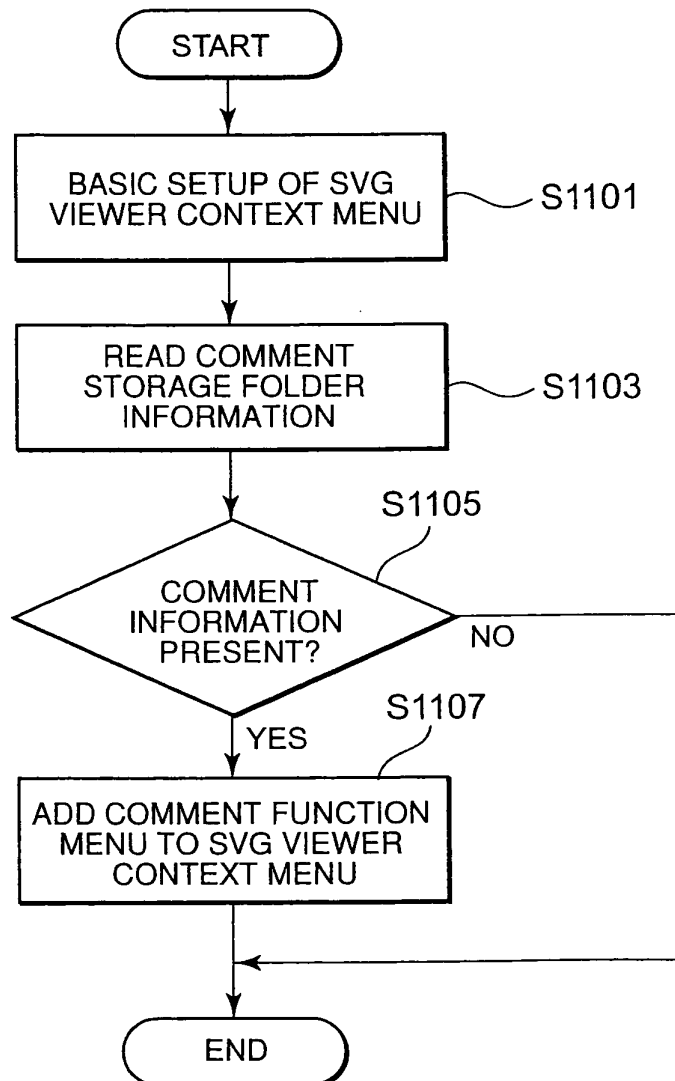 START
BASIC SETUP OF SVG
VIEWER CONTEXT MENU
S1101
READ COMMENT
STORAGE FOLDER
INFORMATION
S1103
S1105
COMMENT
INFORMATION
PRESENT?
NO
YES
S1107
ADD COMMENT FUNCTION
MENU TO SVG VIEWER
CONTEXT MENU
END